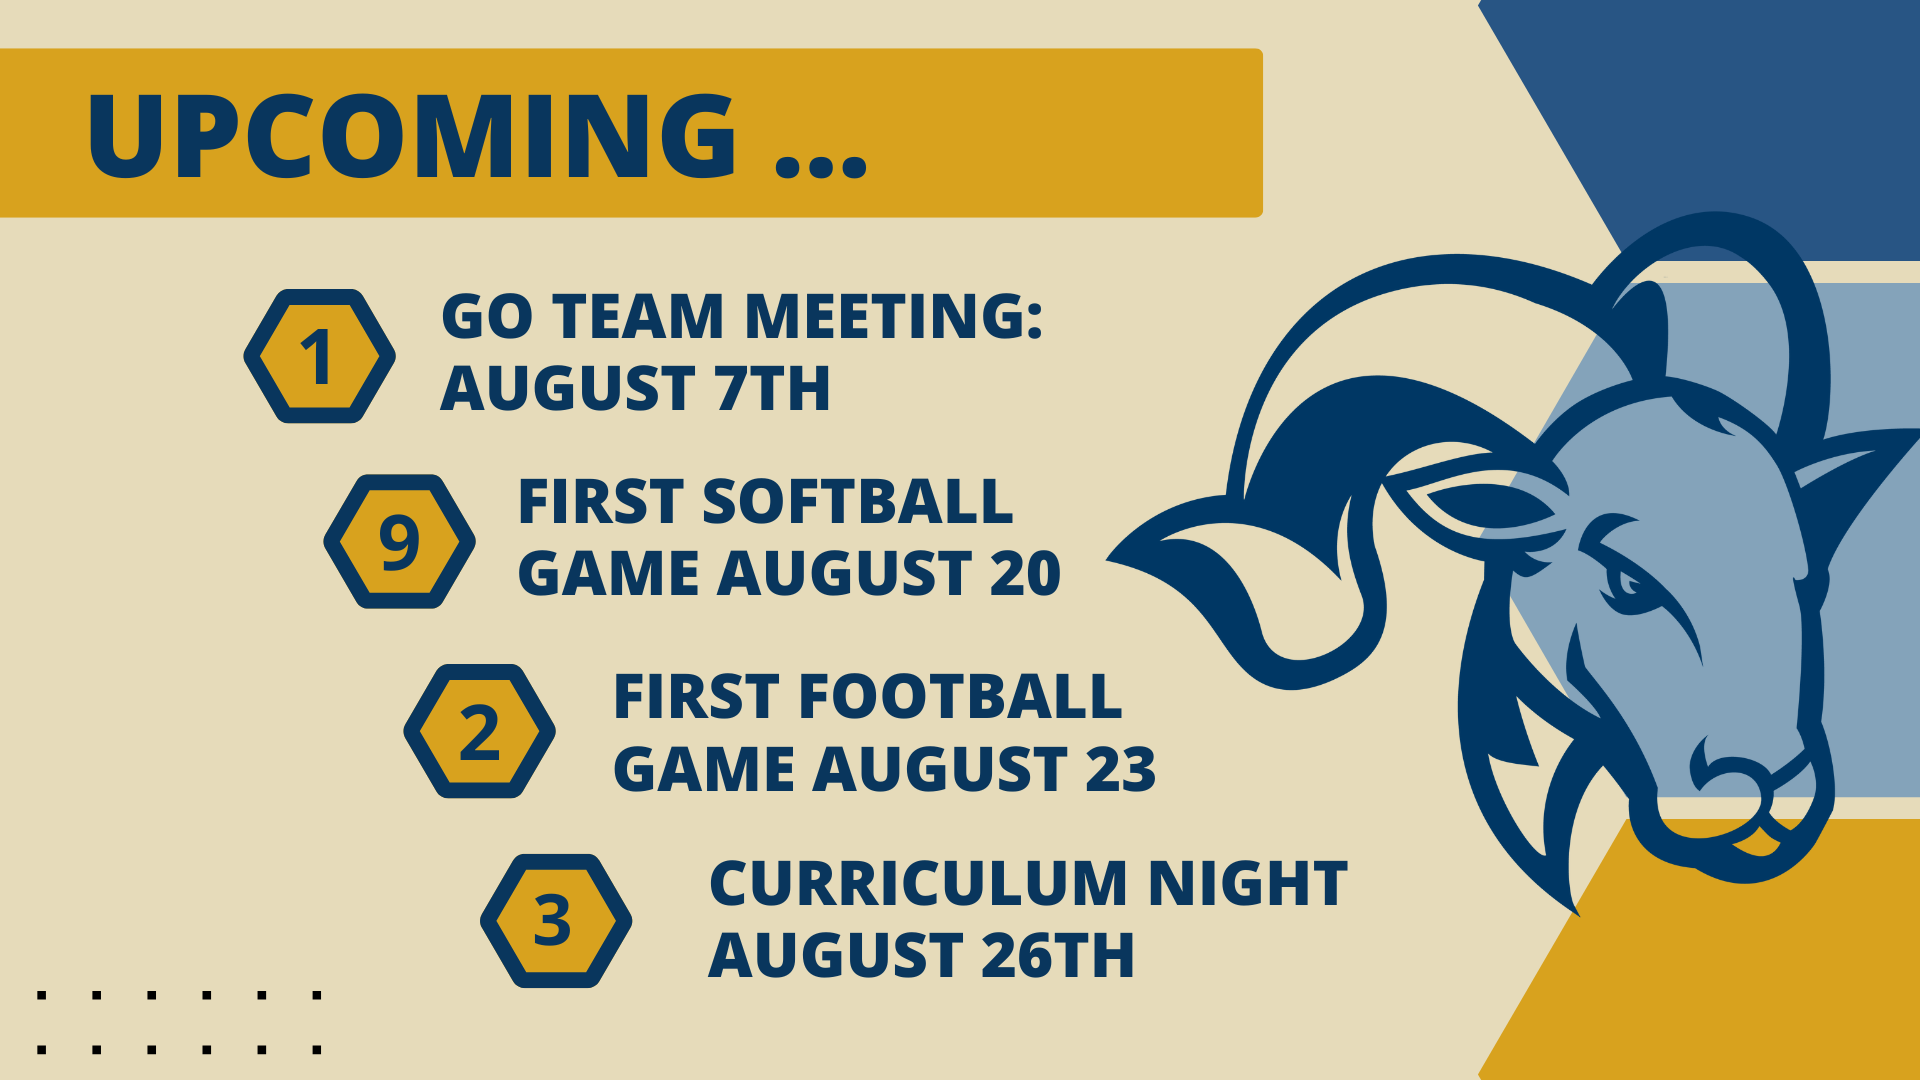 UPCOMING ...
1
GO TEAM MEETING:
AUGUST 7TH
9
FIRST SOFTBALL
GAME AUGUST 20
2
FIRST FOOTBALL
GAME AUGUST 23
3
CURRICULUM NIGHT
AUGUST 26TH